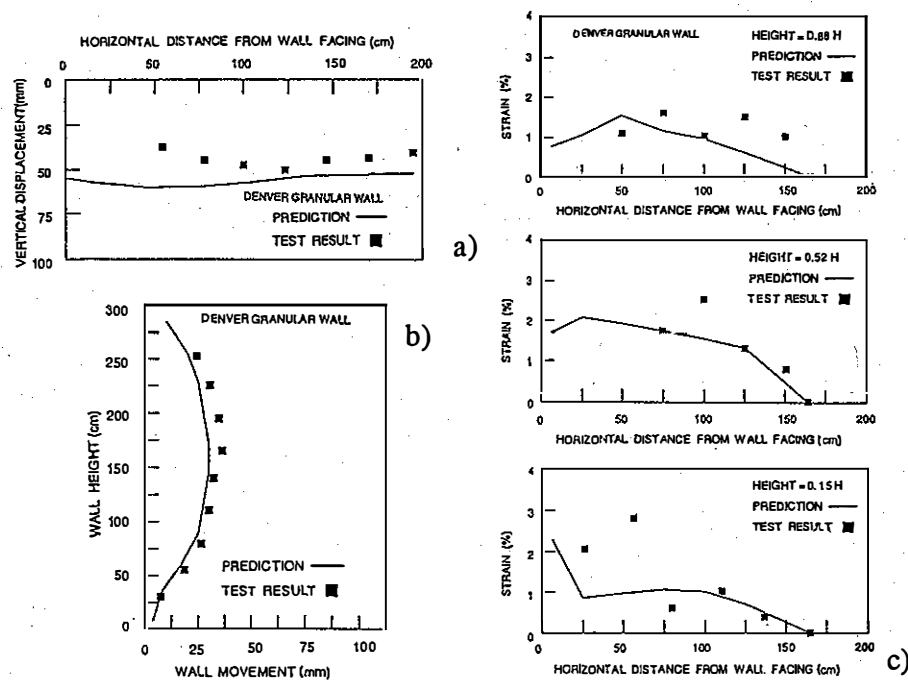 HORIZONTAL DISTANCE FROM WALL FACING (cm)
0 50 100 150 200
0
25
50
75
100
VERTICAL DISPLACEMENT(mm)
DENVER GRANULAR WALL
PREDICTION
TEST RESULT
a)
300
250
200
150
100
50
0
WALL HEIGHT (cm)
DENVER GRANULAR WALL
b)
PREDICTION
TEST RESULT
0 25 50 75 100
WALL MOVEMENT (mm)
DENVER GRANULAR WALL
HEIGHT = 0.88 H
PREDICTION
TEST RESULT
4
3
2
1
0
STRAIN (%)
0 50 100 150 200
HORIZONTAL DISTANCE FROM WALL FACING (cm)
HEIGHT = 0.52 H
PREDICTION
TEST RESULT
4
3
2
1
0
STRAIN (%)
0 50 100 150 200
HORIZONTAL DISTANCE FROM WALL FACING (cm)
HEIGHT = 0.15 H
PREDICTION
TEST RESULT
4
3
2
1
0
STRAIN (%)
0 50 100 150 200
HORIZONTAL DISTANCE FROM WALL FACING (cm)
c)